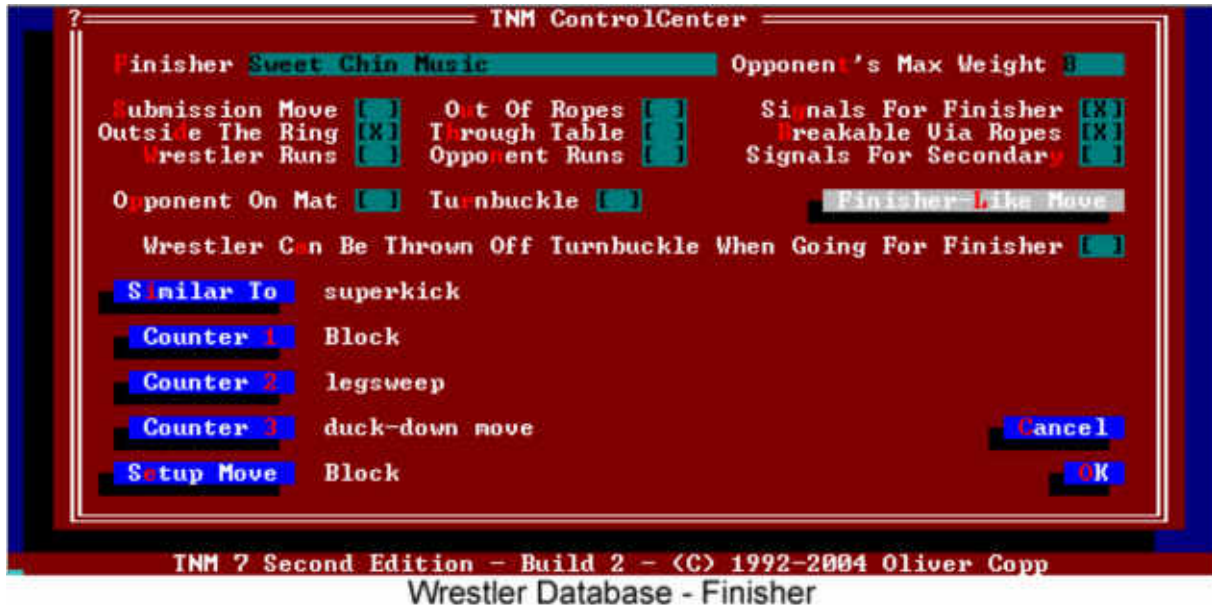 ? TNM ControlCenter
Finisher Sweet Chin Music Opponent's Max Weight 0
Submission Move [ ] Out Of Ropes [ ] Signals For Finisher [X]
Outside The Ring [X] Through Table [ ] Breakable Via Ropes [X]
Wrestler Runs [ ] Opponent Runs [ ] Signals For Secondary [ ]
Opponent On Mat [ ] Turnbuckle [ ] Finisher-Like Move
Wrestler Can Be Thrown Off Turnbuckle When Going For Finisher [ ]
Similar To superkick
Counter 1 Block
Counter 2 legsweep
Counter 3 duck-down move
Cancel
Setup Move Block
OK
TNM 7 Second Edition - Build 2 - (C) 1992-2004 Oliver Copp
Wrestler Database - Finisher